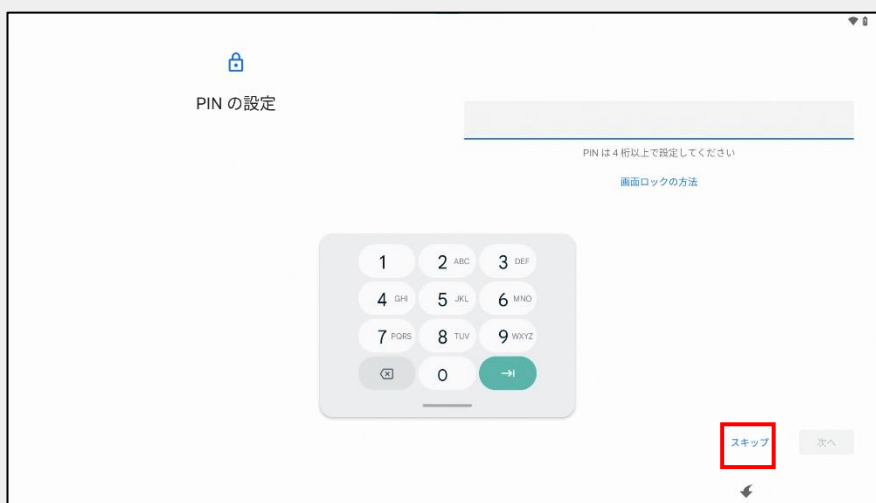 PIN の設定
PIN は 4 桁以上で設定してください
画面ロックの方法
1 2 ABC 3 DEF
4 GHI 5 JKL 6 MNO
7 PQRS 8 TUV 9 WXYZ
0
スキップ 次へ